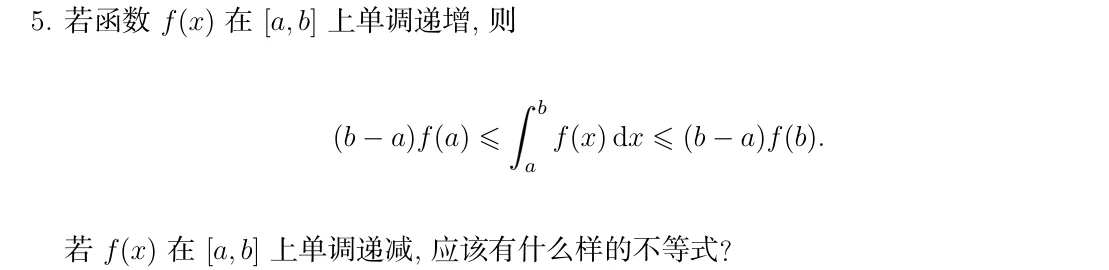 5. 若函数 f(x) 在 [a, b] 上单调递增, 则
(b − a)f(a) ⩽ ∫_a^b f(x) dx ⩽ (b − a)f(b).
若 f(x) 在 [a, b] 上单调递减, 应该有什么样的不等式?